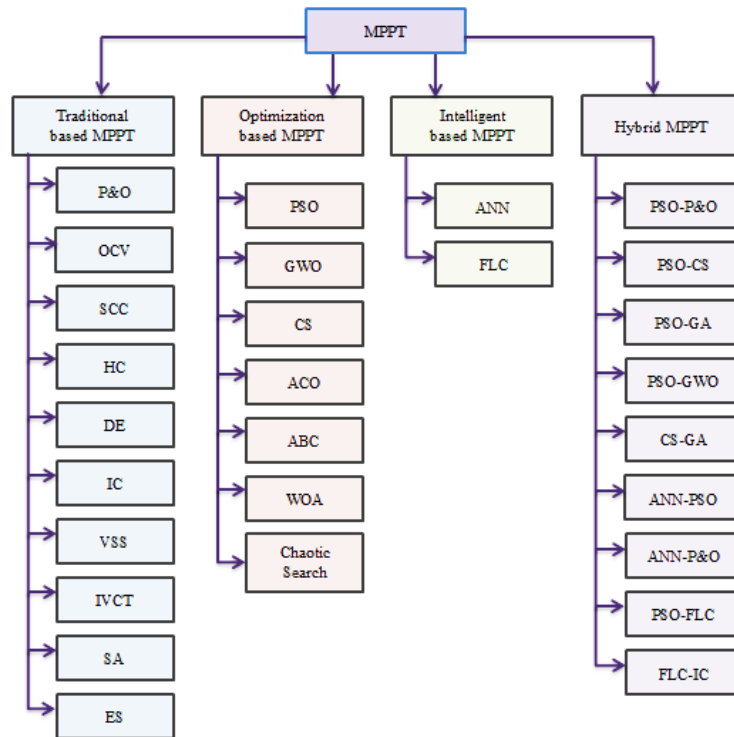 MPPT
Traditional
based MPPT
P&O
OCV
SCC
HC
DE
IC
VSS
IVCT
SA
ES
Optimization
based MPPT
PSO
GWO
CS
ACO
ABC
WOA
Chaotic
Search
Intelligent
based MPPT
ANN
FLC
Hybrid MPPT
PSO-P&O
PSO-CS
PSO-GA
PSO-GWO
CS-GA
ANN-PSO
ANN-P&O
PSO-FLC
FLC-IC